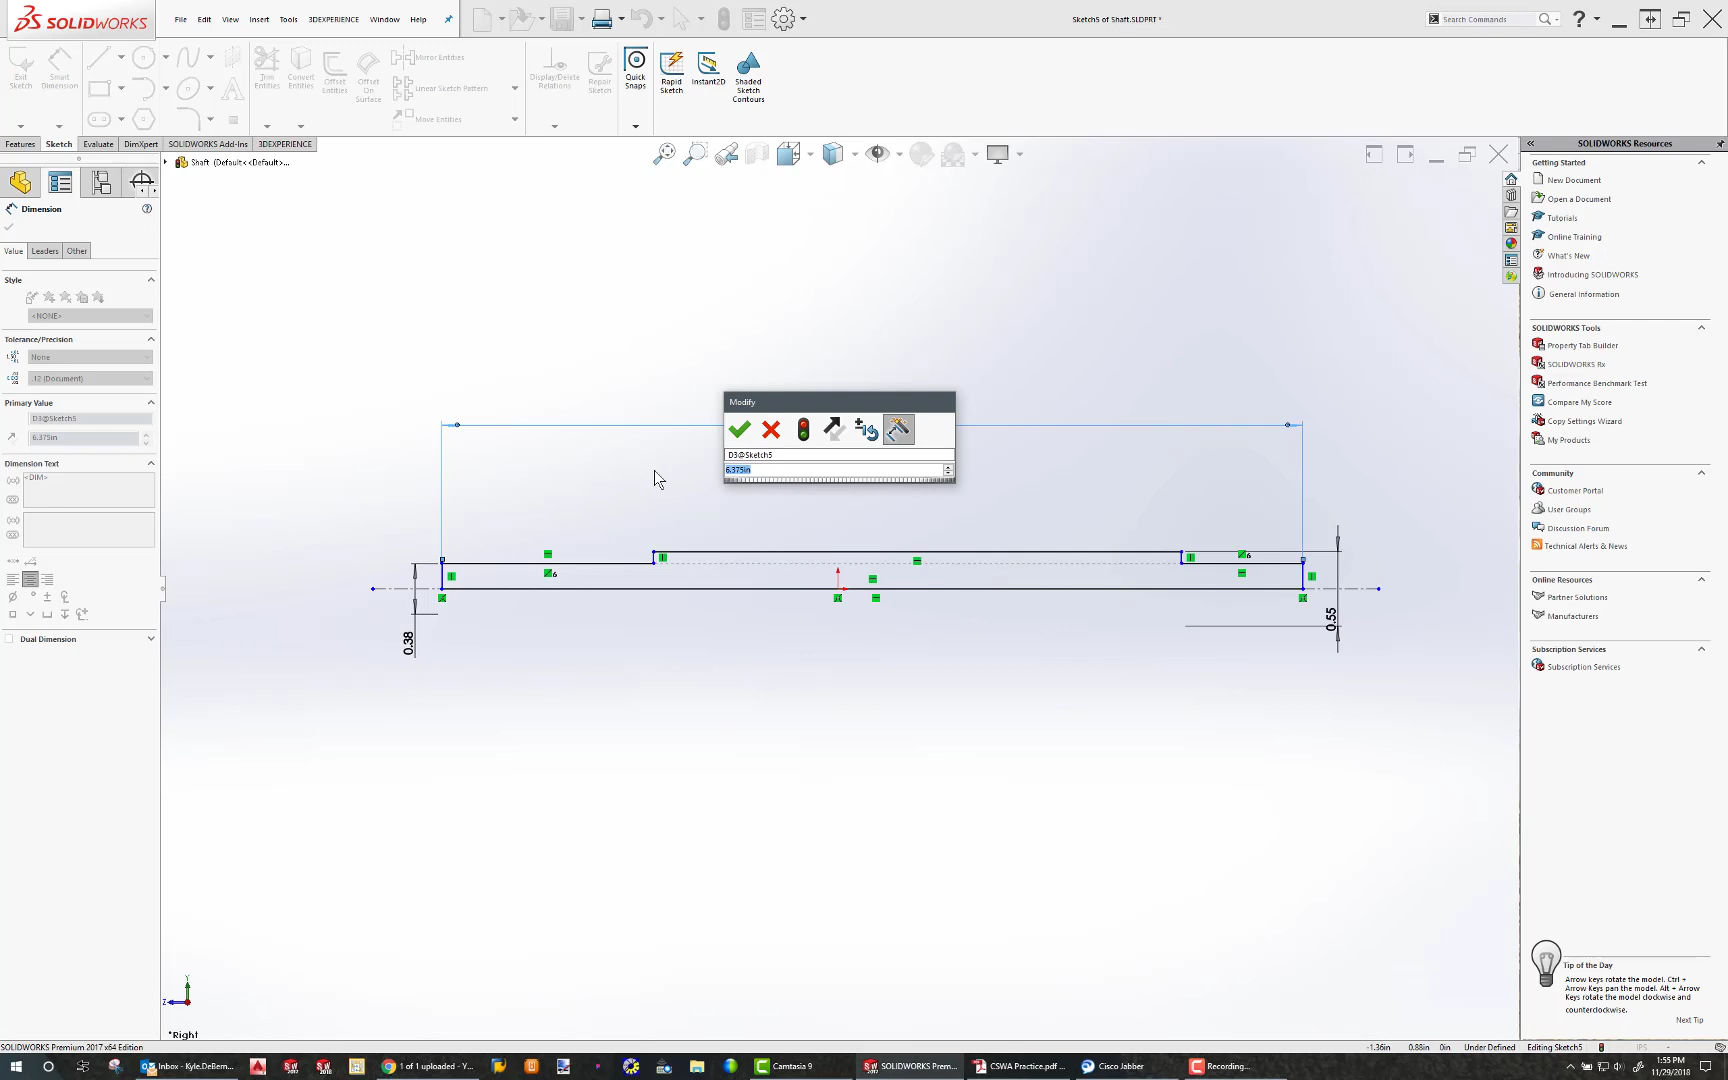 SOLIDWORKS
File Edit View Insert Tools 3DEXPERIENCE Window Help
Sketch5 of Shaft.SLDPRT *
Search Commands
Exit Sketch
Smart Dimension
Trim Entities
Convert Entities
Offset Entities
Offset On Surface
Mirror Entities
Linear Sketch Pattern
Move Entities
Display/Delete Relations
Repair Sketch
Quick Snaps
Rapid Sketch
Instant2D
Shaded Sketch Contours
Features Sketch Evaluate DimXpert SOLIDWORKS Add-Ins 3DEXPERIENCE
Shaft (Default<<Default>...
Dimension
Value Leaders Other
Style
<NONE>
Tolerance/Precision
None
.12 (Document)
Primary Value
D3@Sketch5
6.375in
Dimension Text
<DIM>
Dual Dimension
Modify
D3@Sketch5
6.375in
6
6
0.38
0.55
Y
Z
*Right
SOLIDWORKS Resources
Getting Started
New Document
Open a Document
Tutorials
Online Training
What's New
Introducing SOLIDWORKS
General Information
SOLIDWORKS Tools
Property Tab Builder
SOLIDWORKS Rx
Performance Benchmark Test
Compare My Score
Copy Settings Wizard
My Products
Community
Customer Portal
User Groups
Discussion Forum
Technical Alerts & News
Online Resources
Partner Solutions
Manufacturers
Subscription Services
Subscription Services
Tip of the Day
Arrow keys rotate the model. Ctrl +
Arrow Keys pan the model. Alt + Arrow
Keys rotate the model clockwise and
counterclockwise.
Next Tip
SOLIDWORKS Premium 2017 x64 Edition
-1.36in 0.88in 0in Under Defined Editing Sketch5 IPS
Inbox - Kyle.DeBern...
1 of 1 uploaded - Y...
Camtasia 9
SOLIDWORKS Prem...
CSWA Practice.pdf ...
Cisco Jabber
Recording...
1:55 PM
11/29/2018